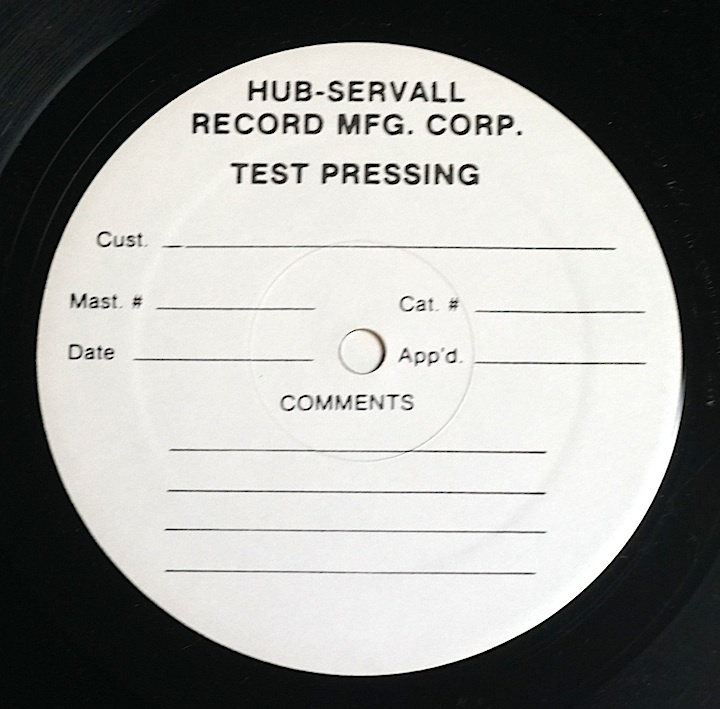 HUB-SERVALL
RECORD MFG. CORP.
TEST PRESSING
Cust.
Mast. # Cat. #
Date App'd.
COMMENTS